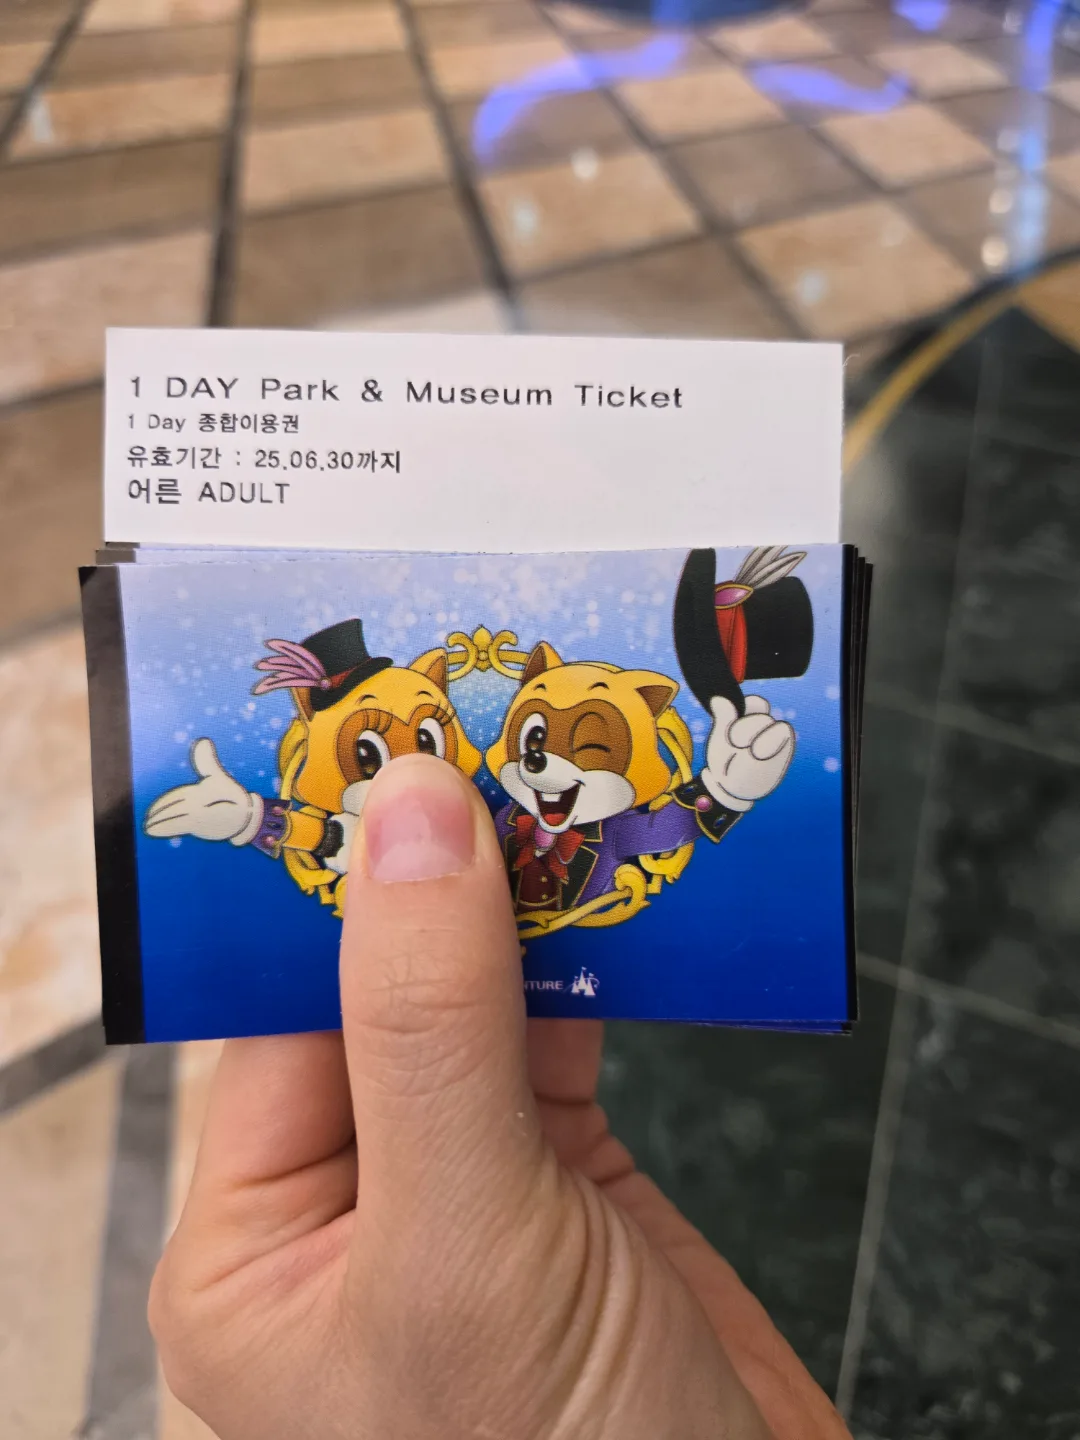 1 DAY Park & Museum Ticket
1 Day 종합이용권
유효기간 : 25.06.30까지
어른 ADULT